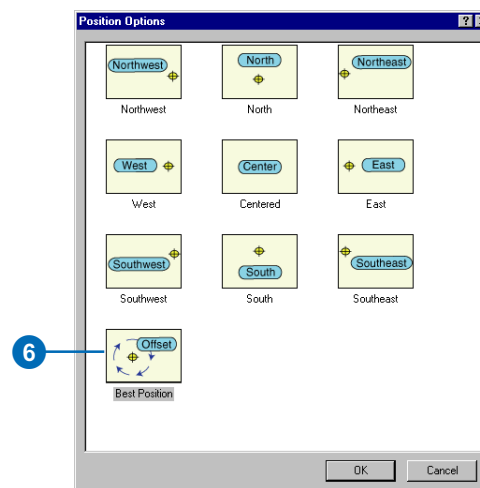 Position Options
Northwest
North
Northeast
Northwest
North
Northeast
West
Center
East
West
Centered
East
Southwest
South
Southeast
Southwest
South
Southeast
6
Offset
Best Position
OK
Cancel